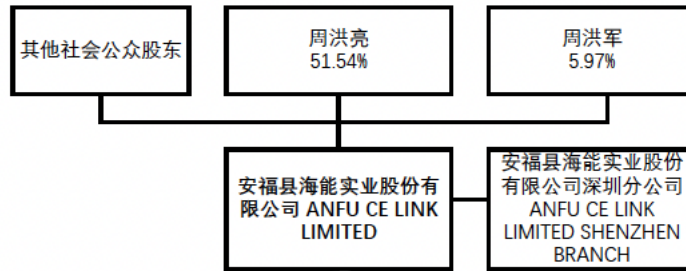 其他社会公众股东
周洪亮
51.54%
周洪军
5.97%
安福县海能实业股份有
限公司 ANFU CE LINK
LIMITED
安福县海能实业股份
有限公司深圳分公司
ANFU CE LINK
LIMITED SHENZHEN
BRANCH